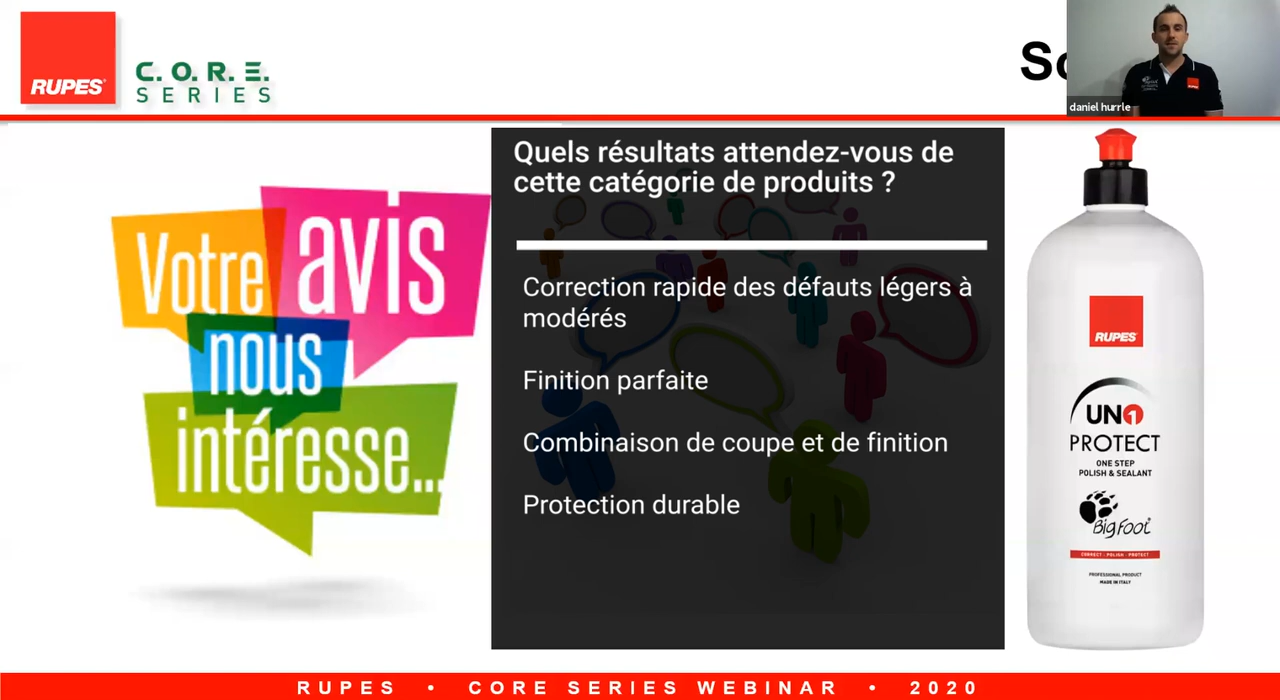 RUPES
C.O.R.E.
SERIES
So
daniel hurrle
Votre avis
nous
intéresse...
Quels résultats attendez-vous de
cette catégorie de produits ?
Correction rapide des défauts légers à
modérés
Finition parfaite
Combinaison de coupe et de finition
Protection durable
RUPES
UNO
PROTECT
ONE STEP
POLISH & SEALANT
BigFoot
CORRECT - POLISH - PROTECT
PROFESSIONAL PRODUCT
MADE IN ITALY
RUPES • CORE SERIES WEBINAR • 2020